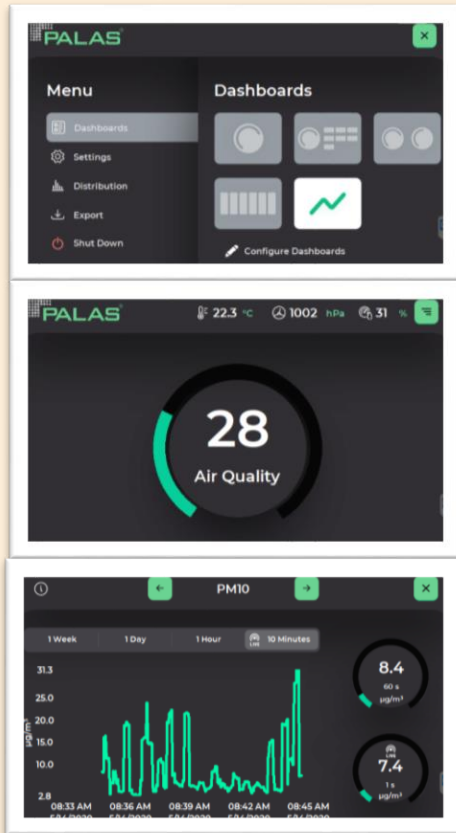 PALAS
Menu
Dashboards
Dashboards
Settings
Distribution
Export
Shut Down
Configure Dashboards
PALAS
22.3 °C
1002 hPa
31 %
28
Air Quality
PM10
1 Week
1 Day
1 Hour
LIVE
10 Minutes
31.3
25.0
20.0
15.0
10.0
2.8
µg/m³
08:33 AM
08:36 AM
08:39 AM
08:42 AM
08:45 AM
8.4
60 s
µg/m³
LIVE
7.4
1 s
µg/m³